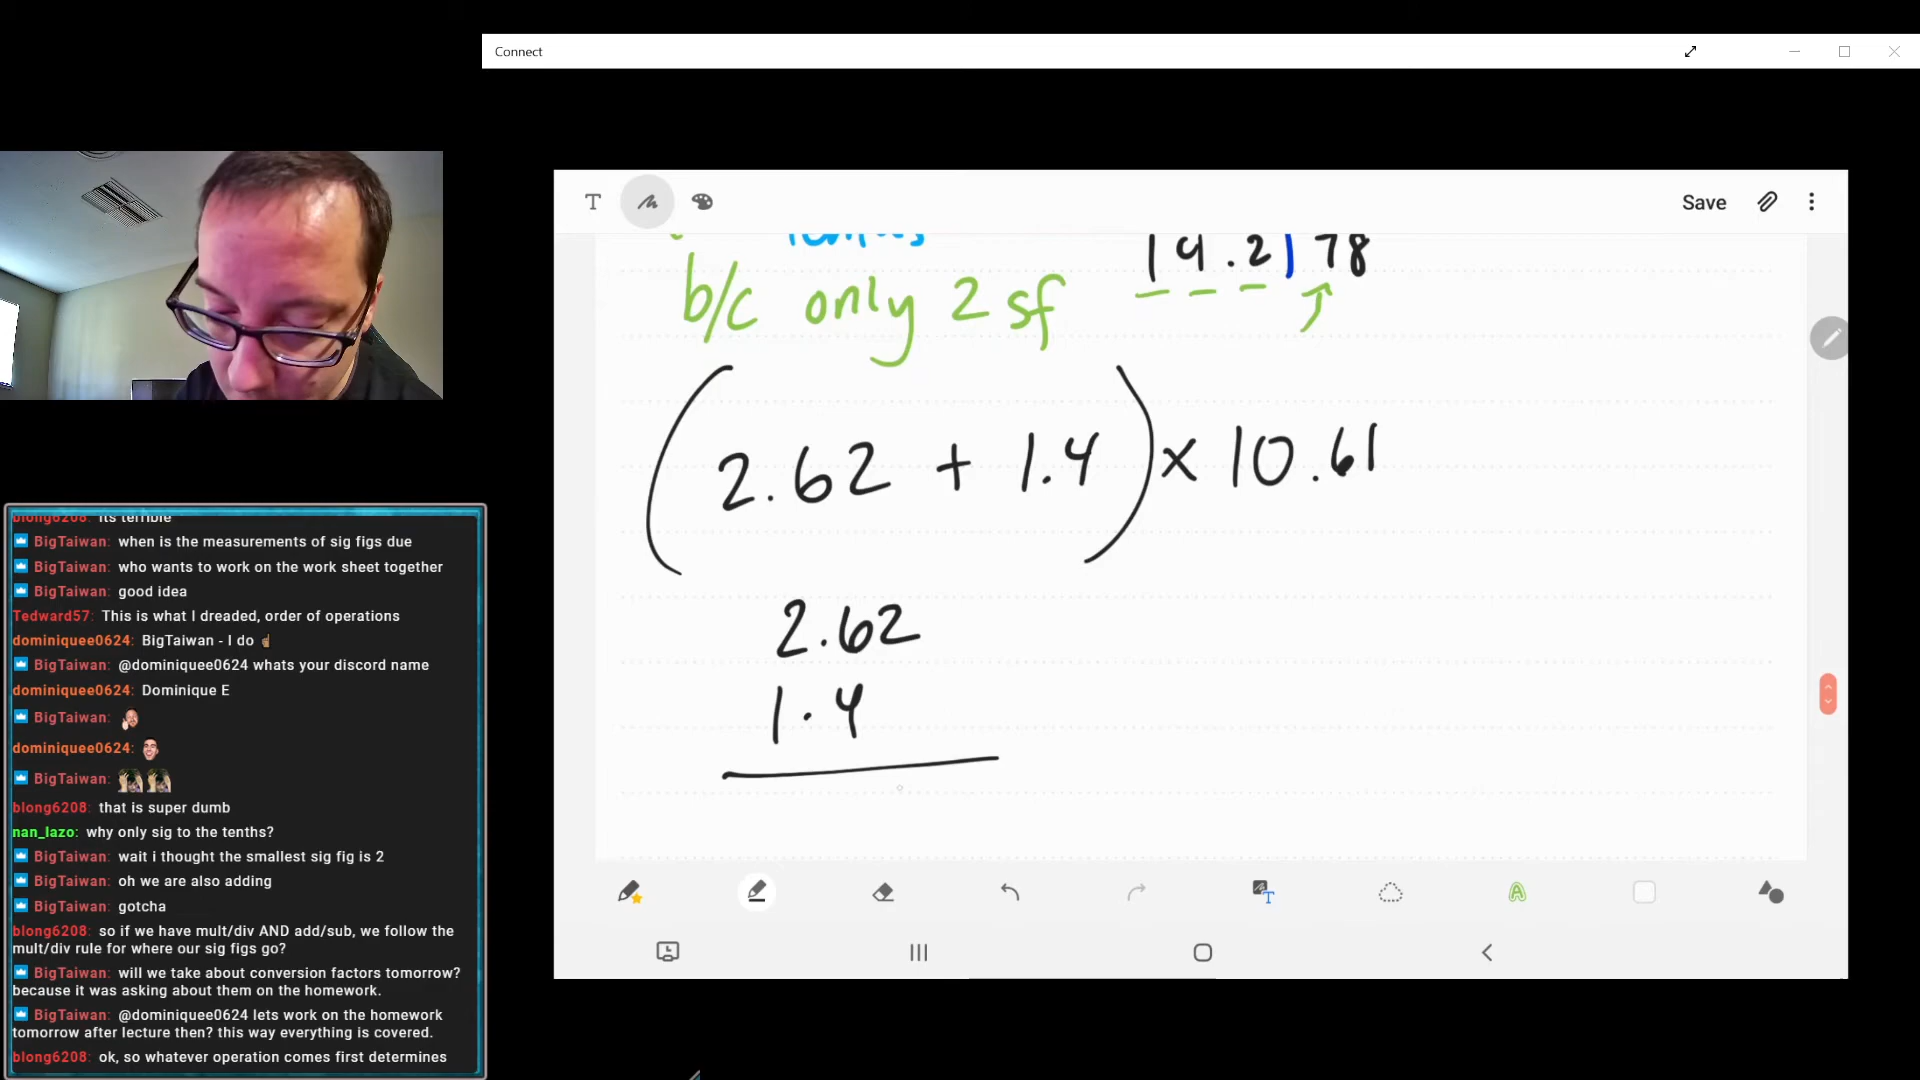 Connect
T
Save
tenths
14.2|78
b/c only 2 sf
(2.62 + 1.4) x 10.61
2.62
1.4
blong6208: its terrible
BigTaiwan: when is the measurements of sig figs due
BigTaiwan: who wants to work on the work sheet together
BigTaiwan: good idea
Tedward57: This is what I dreaded, order of operations
dominiquee0624: BigTaiwan - I do ☝🏾
BigTaiwan: @dominiquee0624 whats your discord name
dominiquee0624: Dominique E
BigTaiwan:
dominiquee0624:
BigTaiwan:
blong6208: that is super dumb
nan_lazo: why only sig to the tenths?
BigTaiwan: wait i thought the smallest sig fig is 2
BigTaiwan: oh we are also adding
BigTaiwan: gotcha
blong6208: so if we have mult/div AND add/sub, we follow the
mult/div rule for where our sig figs go?
BigTaiwan: will we take about conversion factors tomorrow?
because it was asking about them on the homework.
BigTaiwan: @dominiquee0624 lets work on the homework
tomorrow after lecture then? this way everything is covered.
blong6208: ok, so whatever operation comes first determines